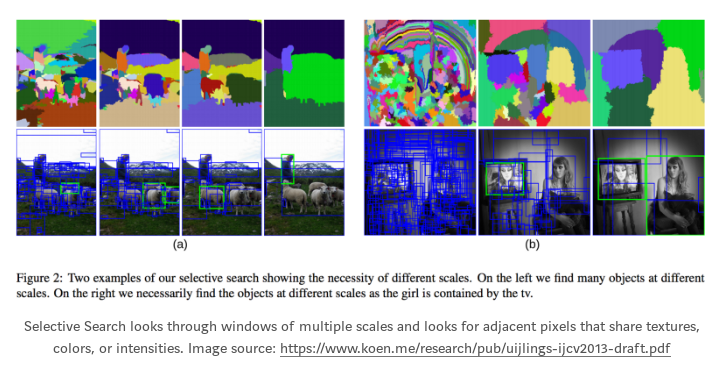 (a)
(b)
Figure 2: Two examples of our selective search showing the necessity of different scales. On the left we find many objects at different
scales. On the right we necessarily find the objects at different scales as the girl is contained by the tv.
Selective Search looks through windows of multiple scales and looks for adjacent pixels that share textures,
colors, or intensities. Image source: https://www.koen.me/research/pub/uijlings-ijcv2013-draft.pdf